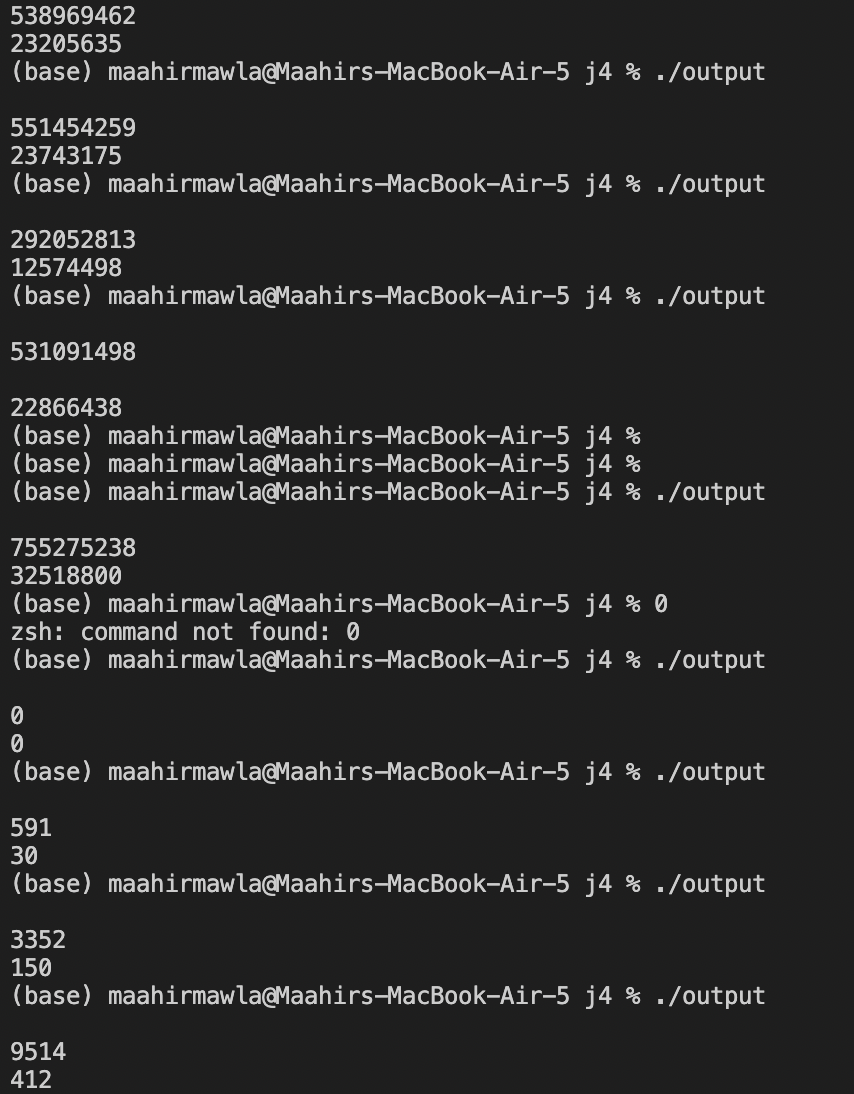 538969462
23205635
(base) maahirmawla@Maahirs-MacBook-Air-5 j4 % ./output
551454259
23743175
(base) maahirmawla@Maahirs-MacBook-Air-5 j4 % ./output
292052813
12574498
(base) maahirmawla@Maahirs-MacBook-Air-5 j4 % ./output
531091498
22866438
(base) maahirmawla@Maahirs-MacBook-Air-5 j4 %
(base) maahirmawla@Maahirs-MacBook-Air-5 j4 %
(base) maahirmawla@Maahirs-MacBook-Air-5 j4 % ./output
755275238
32518800
(base) maahirmawla@Maahirs-MacBook-Air-5 j4 % 0
zsh: command not found: 0
(base) maahirmawla@Maahirs-MacBook-Air-5 j4 % ./output
0
0
(base) maahirmawla@Maahirs-MacBook-Air-5 j4 % ./output
591
30
(base) maahirmawla@Maahirs-MacBook-Air-5 j4 % ./output
3352
150
(base) maahirmawla@Maahirs-MacBook-Air-5 j4 % ./output
9514
412